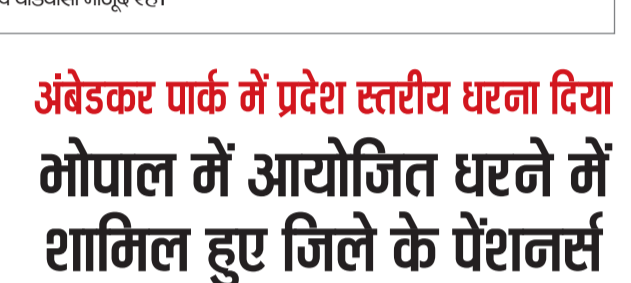 अंबेडकर पार्क में प्रदेश स्तरीय धरना दिया
भोपाल में आयोजित धरने में
शामिल हुए जिले के पेंशनर्स